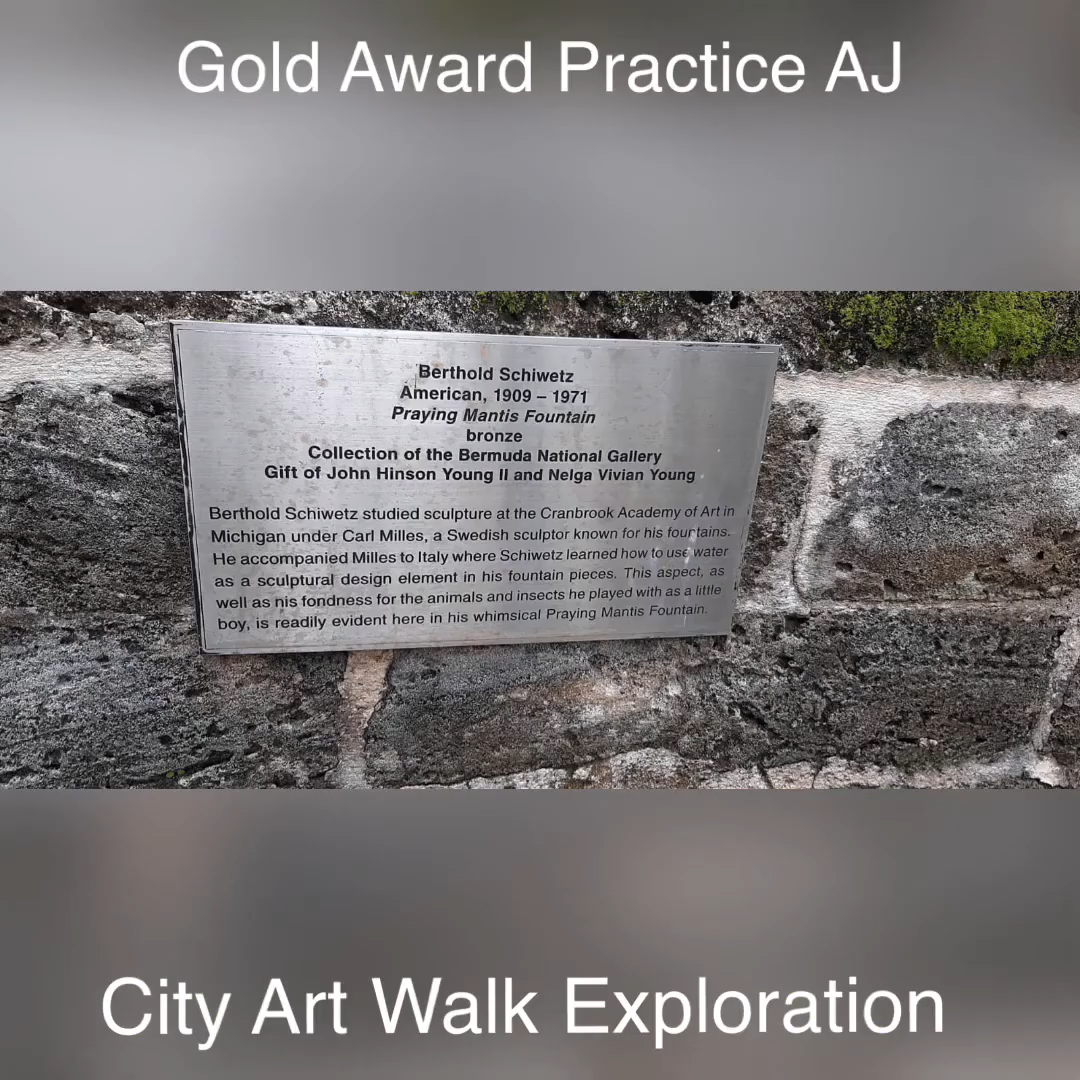 Gold Award Practice AJ
Berthold Schiwetz
American, 1909 – 1971
Praying Mantis Fountain
bronze
Collection of the Bermuda National Gallery
Gift of John Hinson Young II and Nelga Vivian Young
Berthold Schiwetz studied sculpture at the Cranbrook Academy of Art in
Michigan under Carl Milles, a Swedish sculptor known for his fountains.
He accompanied Milles to Italy where Schiwetz learned how to use water
as a sculptural design element in his fountain pieces. This aspect, as
well as his fondness for the animals and insects he played with as a little
boy, is readily evident here in his whimsical Praying Mantis Fountain.
City Art Walk Exploration